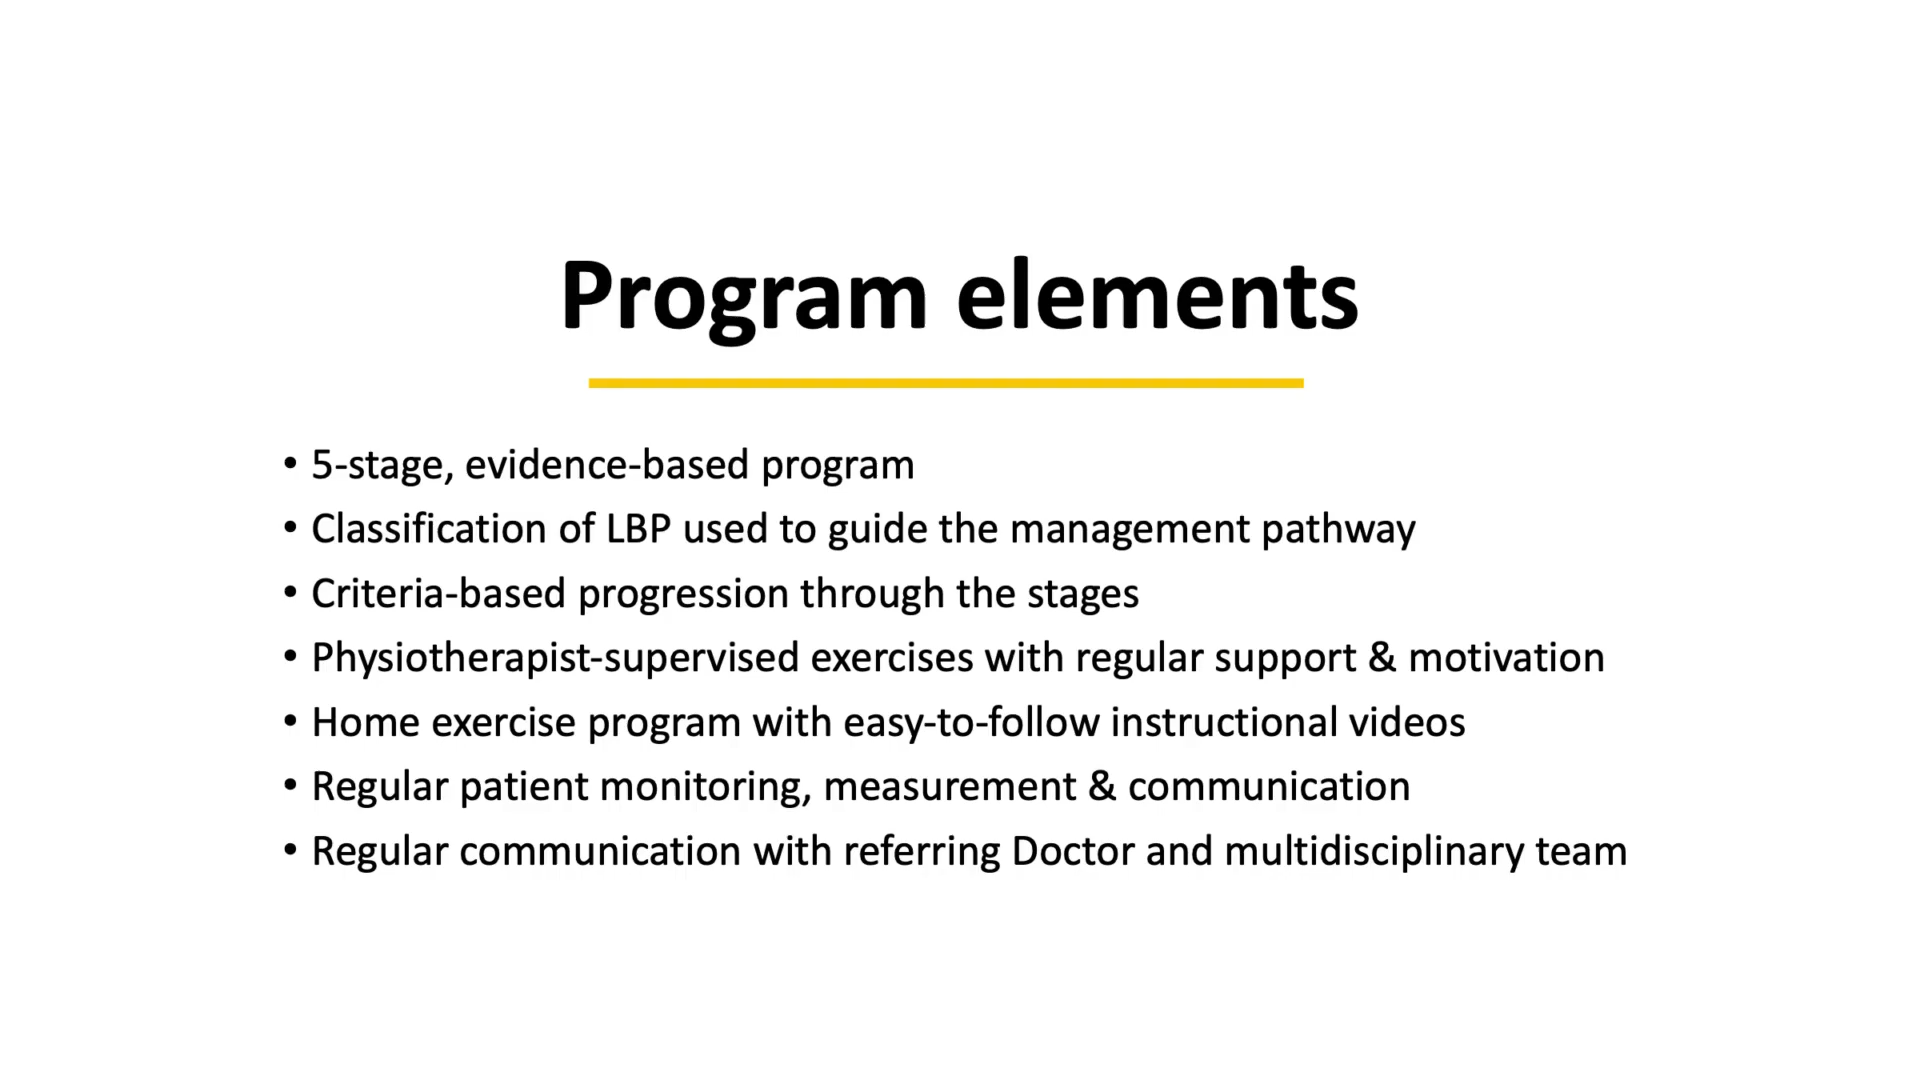 Program elements
• 5-stage, evidence-based program
• Classification of LBP used to guide the management pathway
• Criteria-based progression through the stages
• Physiotherapist-supervised exercises with regular support & motivation
• Home exercise program with easy-to-follow instructional videos
• Regular patient monitoring, measurement & communication
• Regular communication with referring Doctor and multidisciplinary team